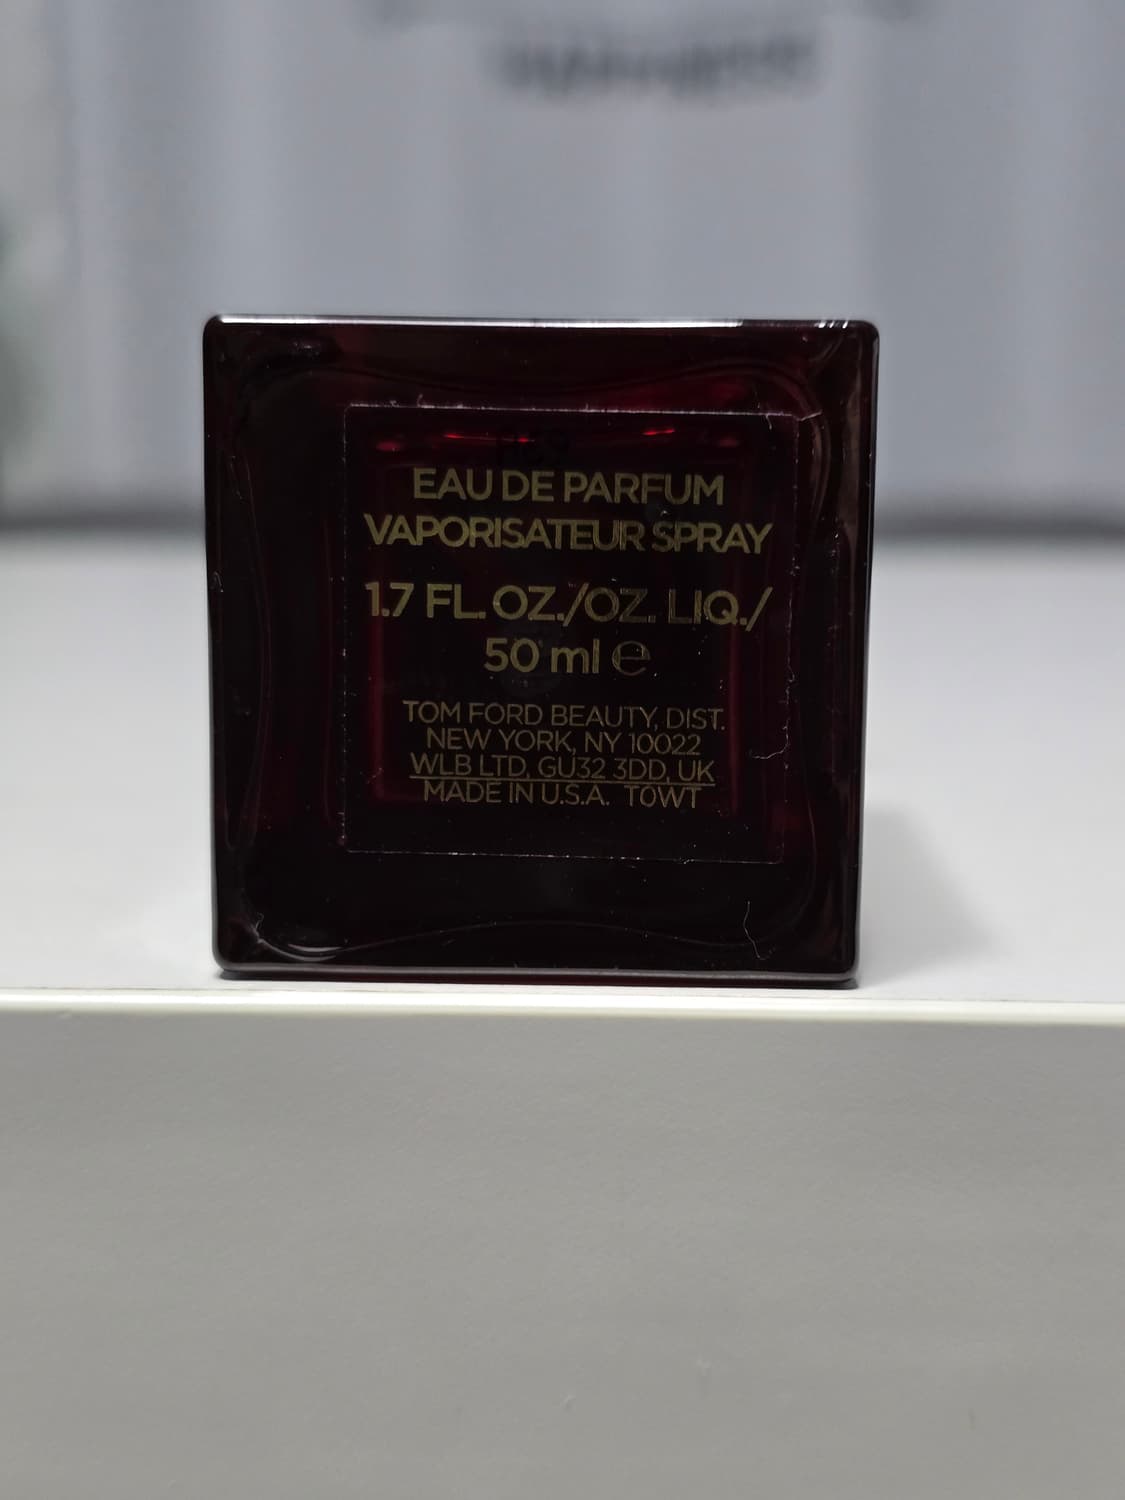 EAU DE PARFUM
VAPORISATEUR SPRAY
1.7 FL. OZ./OZ. LIQ./
50 ml ℮
TOM FORD BEAUTY, DIST.
NEW YORK, NY 10022
WLB LTD, GU32 3DD, UK
MADE IN U.S.A. T0WT